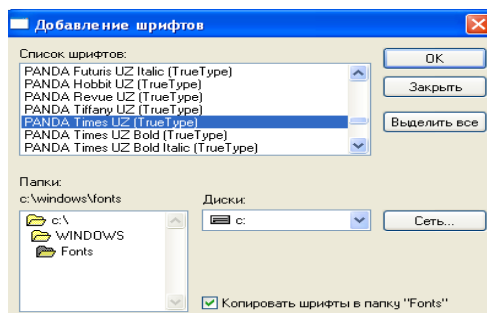 Добавление шрифтов
Список шрифтов:
PANDA Futuris UZ Italic (TrueType)
PANDA Hobbit UZ (TrueType)
PANDA Revue UZ (TrueType)
PANDA Tiffany UZ (TrueType)
PANDA Times UZ (TrueType)
PANDA Times UZ Bold (TrueType)
PANDA Times UZ Bold Italic (TrueType)
OK
Закрыть
Выделить все
Папки:
c:\windows\fonts
c:\
WINDOWS
Fonts
Диски:
c:
Сеть...
Копировать шрифты в папку "Fonts"